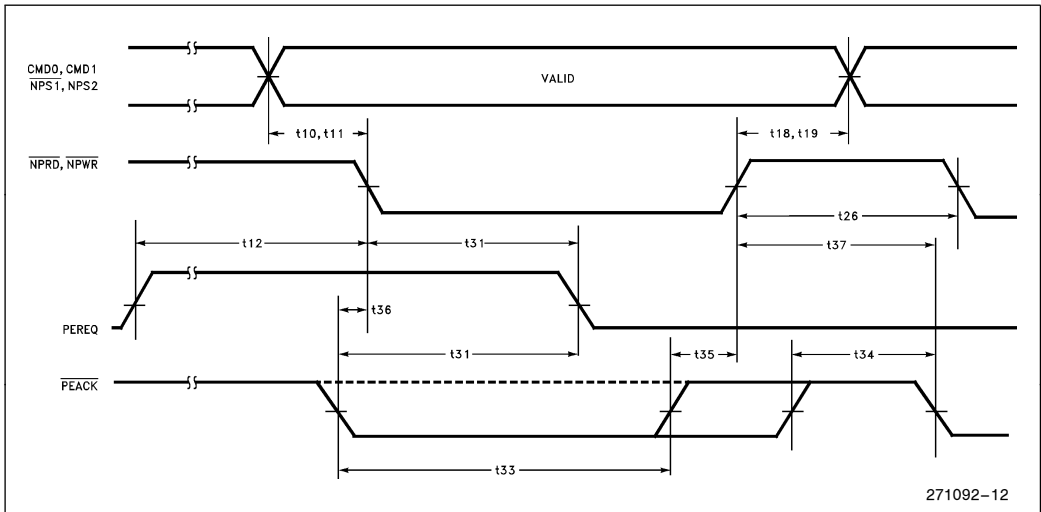 CMD0, CMD1
NPS1, NPS2
VALID
t10, t11
t18, t19
NPRD, NPWR
t26
t12
t31
t37
t36
PEREQ
t31
t35
t34
PEACK
t33
271092–12